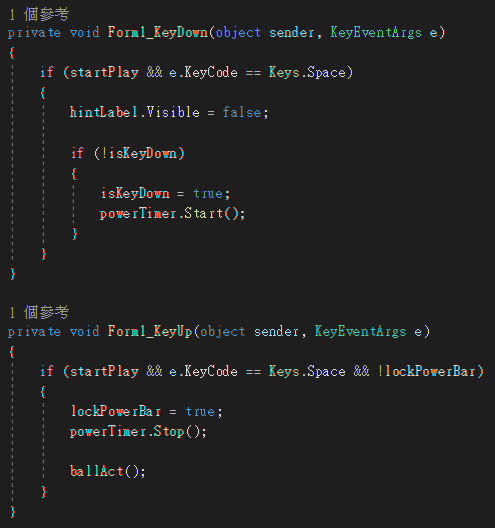 1 個參考
private void Form1_KeyDown(object sender, KeyEventArgs e)
{
if (startPlay && e.KeyCode == Keys.Space)
{
hintLabel.Visible = false;
if (!isKeyDown)
{
isKeyDown = true;
powerTimer.Start();
}
}
}
1 個參考
private void Form1_KeyUp(object sender, KeyEventArgs e)
{
if (startPlay && e.KeyCode == Keys.Space && !lockPowerBar)
{
lockPowerBar = true;
powerTimer.Stop();
ballAct();
}
}